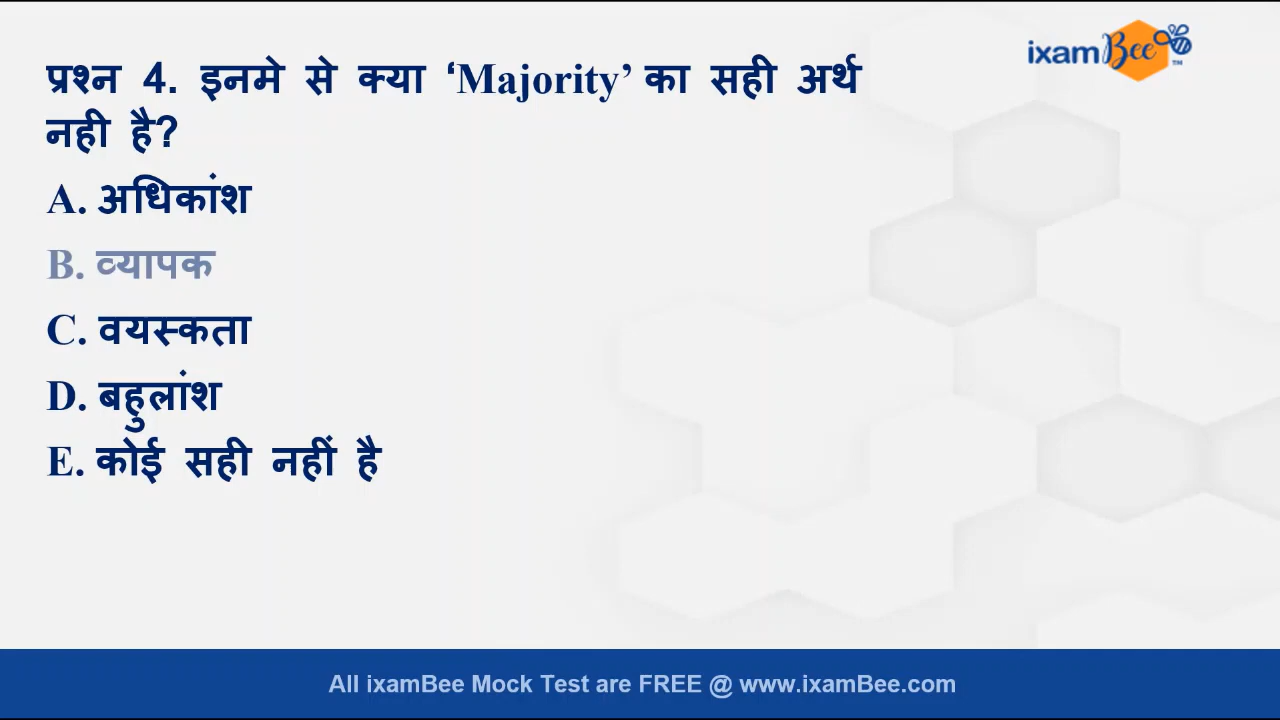 ixamBee
TM
प्रश्न 4. इनमे से क्या ‘Majority’ का सही अर्थ
नही है?
A. अधिकांश
B. व्यापक
C. वयस्कता
D. बहुलांश
E. कोई सही नहीं है
All ixamBee Mock Test are FREE @ www.ixamBee.com